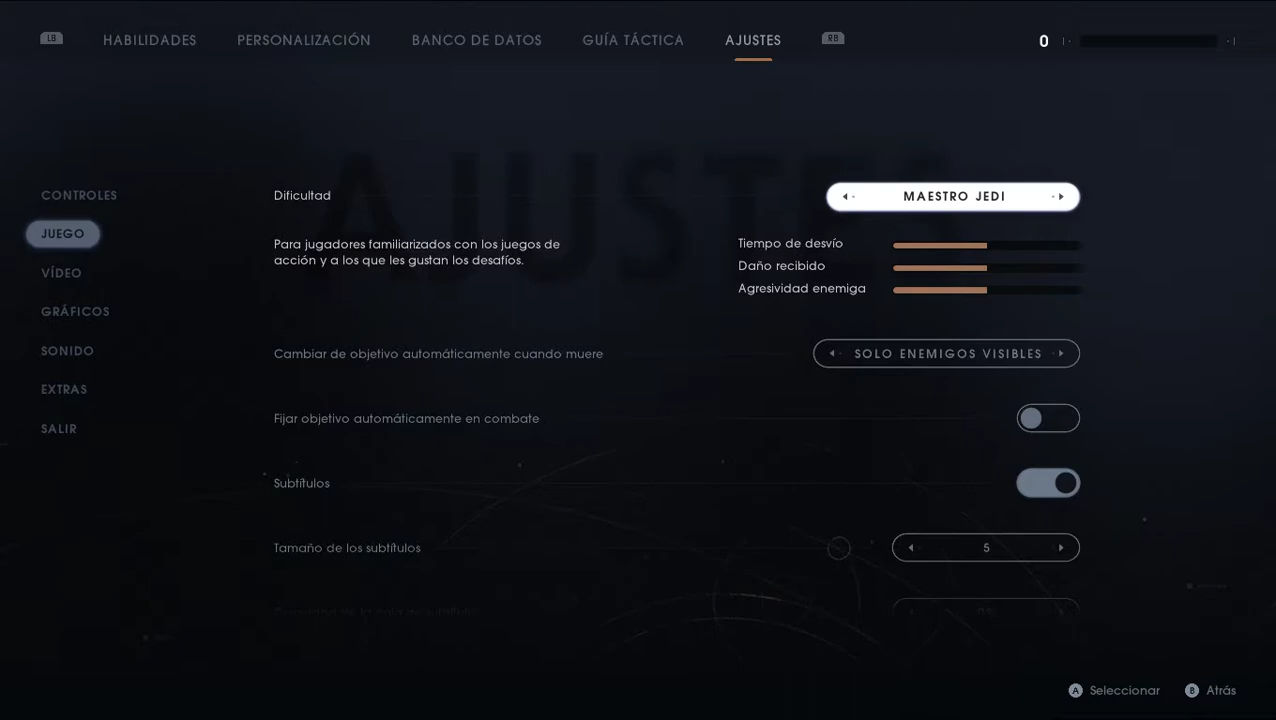 LB HABILIDADES PERSONALIZACIÓN BANCO DE DATOS GUÍA TÁCTICA AJUSTES RB 0
AJUSTES
CONTROLES
JUEGO
VÍDEO
GRÁFICOS
SONIDO
EXTRAS
SALIR
Dificultad MAESTRO JEDI
Para jugadores familiarizados con los juegos de
acción y a los que les gustan los desafíos.
Tiempo de desvío
Daño recibido
Agresividad enemiga
Cambiar de objetivo automáticamente cuando muere SOLO ENEMIGOS VISIBLES
Fijar objetivo automáticamente en combate
Subtítulos
Tamaño de los subtítulos 5
A Seleccionar B Atrás